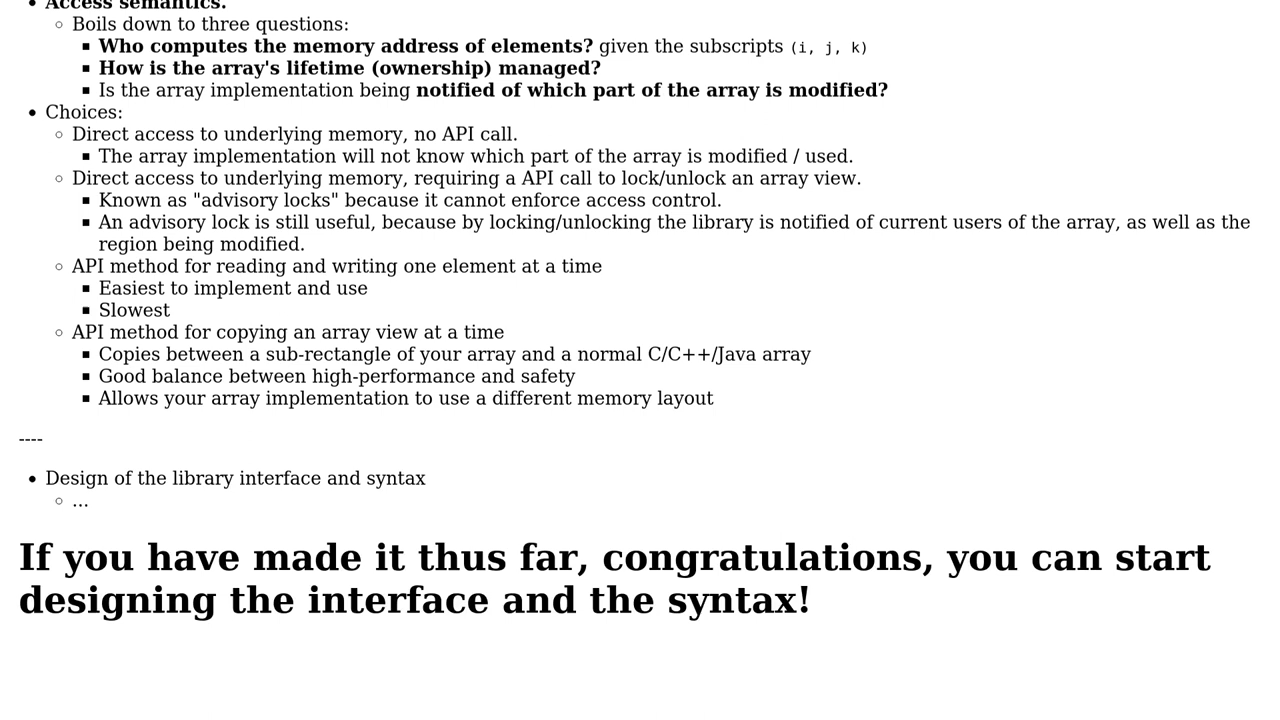 Access semantics.
Boils down to three questions:
Who computes the memory address of elements? given the subscripts (i, j, k)
How is the array's lifetime (ownership) managed?
Is the array implementation being notified of which part of the array is modified?
Choices:
Direct access to underlying memory, no API call.
The array implementation will not know which part of the array is modified / used.
Direct access to underlying memory, requiring a API call to lock/unlock an array view.
Known as "advisory locks" because it cannot enforce access control.
An advisory lock is still useful, because by locking/unlocking the library is notified of current users of the array, as well as the
region being modified.
API method for reading and writing one element at a time
Easiest to implement and use
Slowest
API method for copying an array view at a time
Copies between a sub-rectangle of your array and a normal C/C++/Java array
Good balance between high-performance and safety
Allows your array implementation to use a different memory layout
----
Design of the library interface and syntax
...
If you have made it thus far, congratulations, you can start
designing the interface and the syntax!